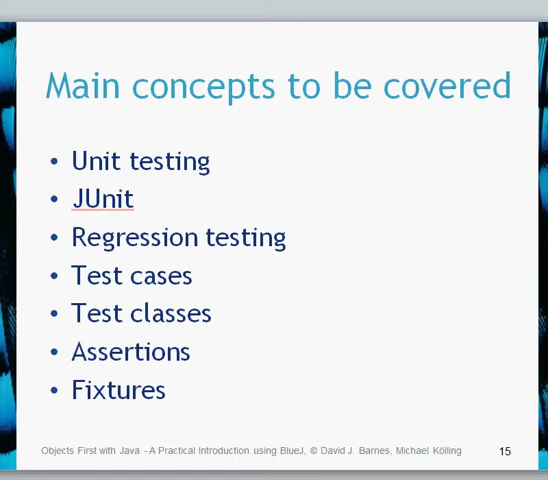 Main concepts to be covered
• Unit testing
• JUnit
• Regression testing
• Test cases
• Test classes
• Assertions
• Fixtures
Objects First with Java - A Practical Introduction using BlueJ, © David J. Barnes, Michael Kölling
15